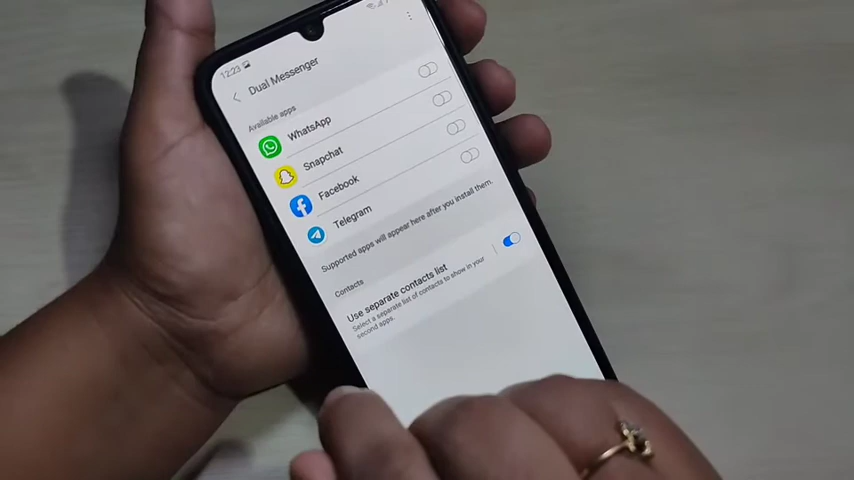 12:23
Dual Messenger
Available apps
WhatsApp
Snapchat
Facebook
Telegram
Supported apps will appear here after you install them.
Contacts
Use separate contacts list
Select a separate list of contacts to show in your
second apps.